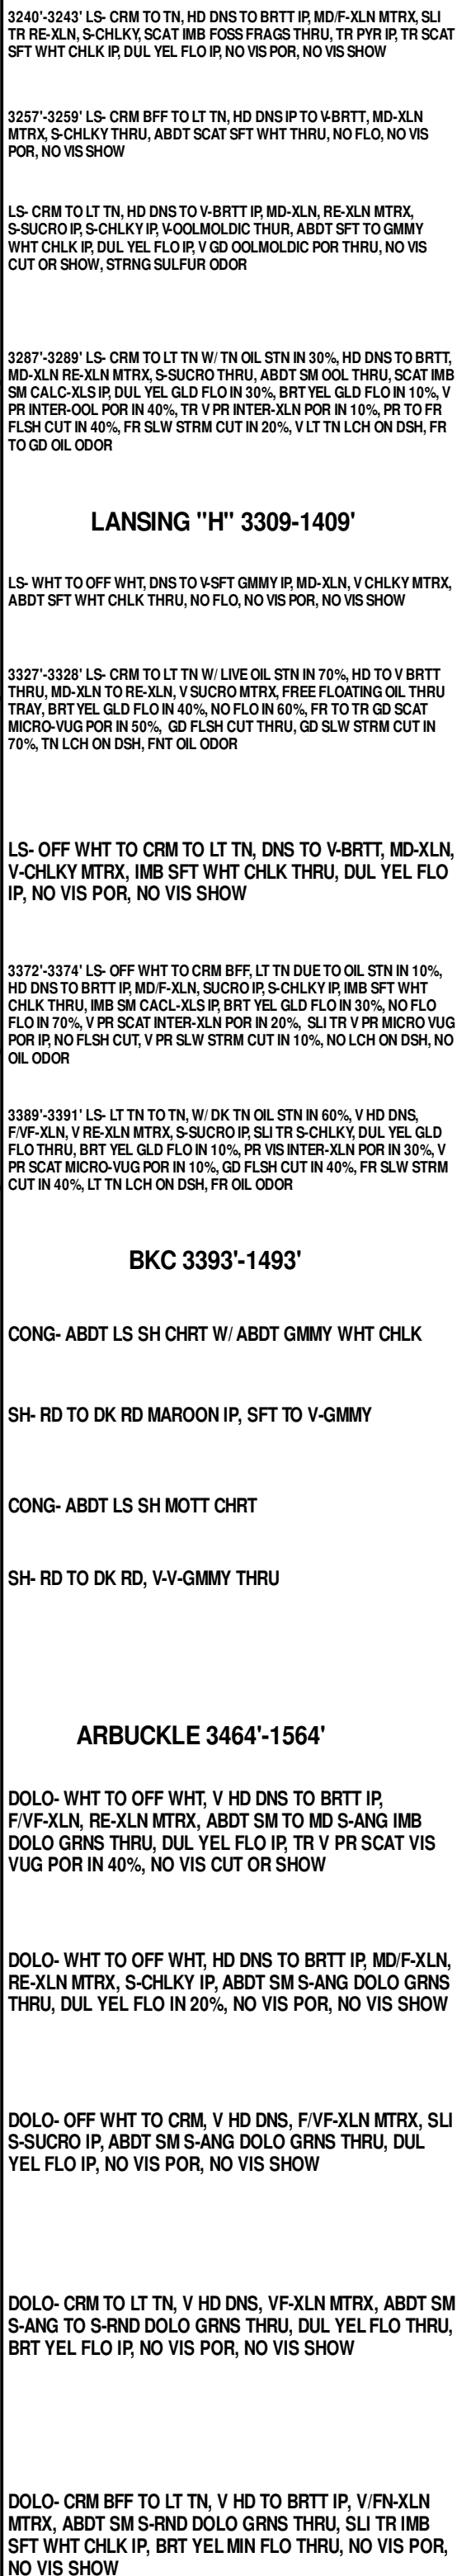 3240'-3243' LS- CRM TO TN, HD DNS TO BRTT IP, MD/F-XLN MTRX, SLI
TR RE-XLN, S-CHLKY, SCAT IMB FOSS FRAGS THRU, TR PYR IP, TR SCAT
SFT WHT CHLK IP, DUL YEL FLO IP, NO VIS POR, NO VIS SHOW
3257'-3259' LS- CRM BFF TO LT TN, HD DNS IP TO V-BRTT, MD-XLN
MTRX, S-CHLKY THRU, ABDT SCAT SFT WHT THRU, NO FLO, NO VIS
POR, NO VIS SHOW
LS- CRM TO LT TN, HD DNS TO V-BRTT IP, MD-XLN, RE-XLN MTRX,
S-SUCRO IP, S-CHLKY IP, V-OOLMOLDIC THUR, ABDT SFT TO GMMY
WHT CHLK IP, DUL YEL FLO IP, V GD OOLMOLDIC POR THRU, NO VIS
CUT OR SHOW, STRNG SULFUR ODOR
3287'-3289' LS- CRM TO LT TN W/ TN OIL STN IN 30%, HD DNS TO BRTT,
MD-XLN RE-XLN MTRX, S-SUCRO THRU, ABDT SM OOL THRU, SCAT IMB
SM CALC-XLS IP, DUL YEL GLD FLO IN 30%, BRT YEL GLD FLO IN 10%, V
PR INTER-OOL POR IN 40%, TR V PR INTER-XLN POR IN 10%, PR TO FR
FLSH CUT IN 40%, FR SLW STRM CUT IN 20%, V LT TN LCH ON DSH, FR
TO GD OIL ODOR
LANSING "H" 3309-1409'
LS- WHT TO OFF WHT, DNS TO V-SFT GMMY IP, MD-XLN, V CHLKY MTRX,
ABDT SFT WHT CHLK THRU, NO FLO, NO VIS POR, NO VIS SHOW
3327'-3328' LS- CRM TO LT TN W/ LIVE OIL STN IN 70%, HD TO V BRTT
THRU, MD-XLN TO RE-XLN, V SUCRO MTRX, FREE FLOATING OIL THRU
TRAY, BRT YEL GLD FLO IN 40%, NO FLO IN 60%, FR TO TR GD SCAT
MICRO-VUG POR IN 50%, GD FLSH CUT THRU, GD SLW STRM CUT IN
70%, TN LCH ON DSH, FNT OIL ODOR
LS- OFF WHT TO CRM TO LT TN, DNS TO V-BRTT, MD-XLN,
V-CHLKY MTRX, IMB SFT WHT CHLK THRU, DUL YEL FLO
IP, NO VIS POR, NO VIS SHOW
3372'-3374' LS- OFF WHT TO CRM BFF, LT TN DUE TO OIL STN IN 10%,
HD DNS TO BRTT IP, MD/F-XLN, SUCRO IP, S-CHLKY IP, IMB SFT WHT
CHLK THRU, IMB SM CACL-XLS IP, BRT YEL GLD FLO IN 30%, NO FLO
FLO IN 70%, V PR SCAT INTER-XLN POR IN 20%, SLI TR V PR MICRO VUG
POR IP, NO FLSH CUT, V PR SLW STRM CUT IN 10%, NO LCH ON DSH, NO
OIL ODOR
3389'-3391' LS- LT TN TO TN, W/ DK TN OIL STN IN 60%, V HD DNS,
F/VF-XLN, V RE-XLN MTRX, S-SUCRO IP, SLI TR S-CHLKY, DUL YEL GLD
FLO THRU, BRT YEL GLD FLO IN 10%, PR VIS INTER-XLN POR IN 30%, V
PR SCAT MICRO-VUG POR IN 10%, GD FLSH CUT IN 40%, FR SLW STRM
CUT IN 40%, LT TN LCH ON DSH, FR OIL ODOR
BKC 3393'-1493'
CONG- ABDT LS SH CHRT W/ ABDT GMMY WHT CHLK
SH- RD TO DK RD MAROON IP, SFT TO V-GMMY
CONG- ABDT LS SH MOTT CHRT
SH- RD TO DK RD, V-V-GMMY THRU
ARBUCKLE 3464'-1564'
DOLO- WHT TO OFF WHT, V HD DNS TO BRTT IP,
F/VF-XLN, RE-XLN MTRX, ABDT SM TO MD S-ANG IMB
DOLO GRNS THRU, DUL YEL FLO IP, TR V PR SCAT VIS
VUG POR IN 40%, NO VIS CUT OR SHOW
DOLO- WHT TO OFF WHT, HD DNS TO BRTT IP, MD/F-XLN,
RE-XLN MTRX, S-CHLKY IP, ABDT SM S-ANG DOLO GRNS
THRU, DUL YEL FLO IN 20%, NO VIS POR, NO VIS SHOW
DOLO- OFF WHT TO CRM, V HD DNS, F/VF-XLN MTRX, SLI
S-SUCRO IP, ABDT SM S-ANG DOLO GRNS THRU, DUL
YEL FLO IP, NO VIS POR, NO VIS SHOW
DOLO- CRM TO LT TN, V HD DNS, VF-XLN MTRX, ABDT SM
S-ANG TO S-RND DOLO GRNS THRU, DUL YEL FLO THRU,
BRT YEL FLO IP, NO VIS POR, NO VIS SHOW
DOLO- CRM BFF TO LT TN, V HD TO BRTT IP, V/FN-XLN
MTRX, ABDT SM S-RND DOLO GRNS THRU, SLI TR IMB
SFT WHT CHLK IP, BRT YEL MIN FLO THRU, NO VIS POR,
NO VIS SHOW